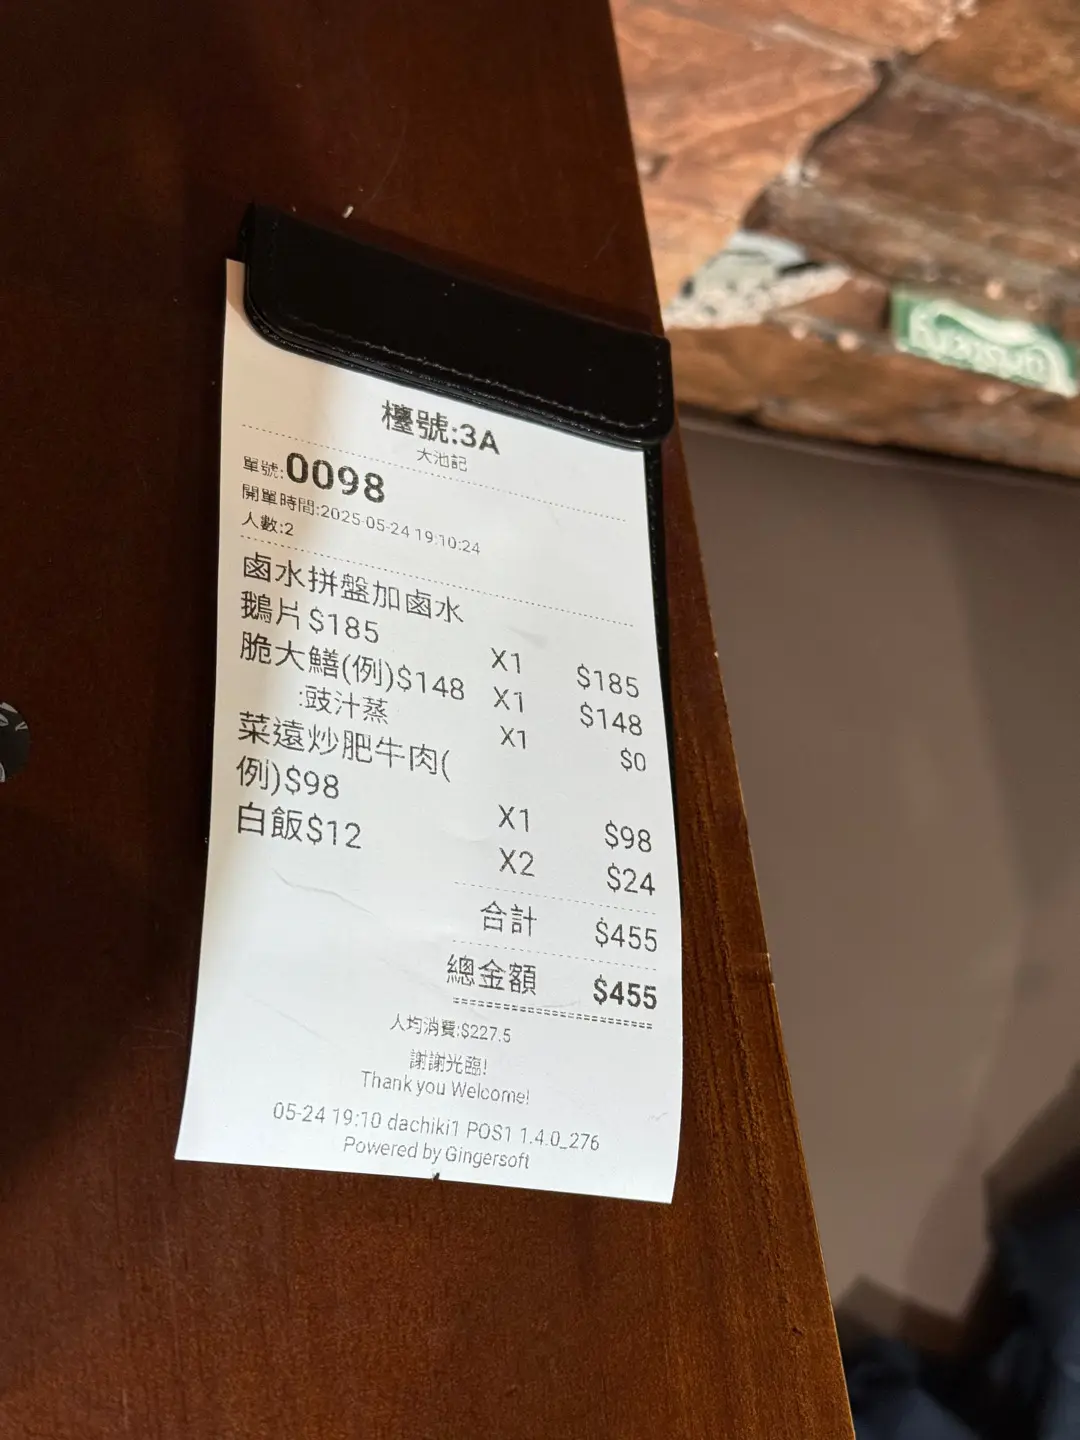 檯號:3A
大池記
單號:0098
開單時間:2025-05-24 19:10:24
人數:2
鹵水拼盤加鹵水
鵝片$185 X1 $185
脆大鱔(例)$148 X1 $148
:豉汁蒸 X1 $0
菜遠炒肥牛肉(
例)$98 X1 $98
白飯$12 X2 $24
合計 $455
總金額 $455
人均消費:$227.5
謝謝光臨!
Thank you Welcome!
05-24 19:10 dachiki1 POS1 1.4.0_276
Powered by Gingersoft
Carlsberg